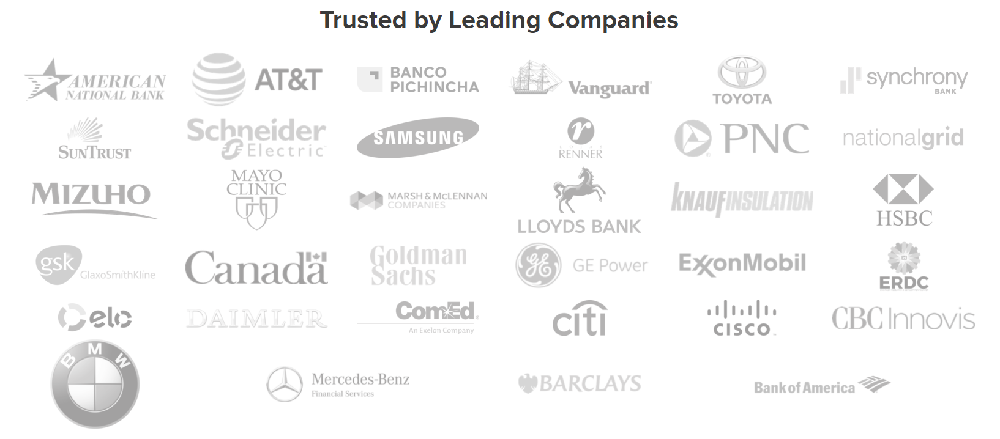 Trusted by Leading Companies
AMERICAN
NATIONAL BANK
AT&T
BANCO
PICHINCHA
Vanguard
TOYOTA
synchrony
BANK
SUNTRUST
Schneider
Electric
SAMSUNG
r
LOJAS
RENNER
PNC
nationalgrid
MIZUHO
MAYO
CLINIC
MARSH & McLENNAN
COMPANIES
LLOYDS BANK
KNAUFINSULATION
HSBC
gsk
GlaxoSmithKline
Canada
Goldman
Sachs
GE
GE Power
ExxonMobil
ERDC
elo
DAIMLER
ComEd
An Exelon Company
citi
CISCO
CBC Innovis
BMW
Mercedes-Benz
Financial Services
BARCLAYS
Bank of America